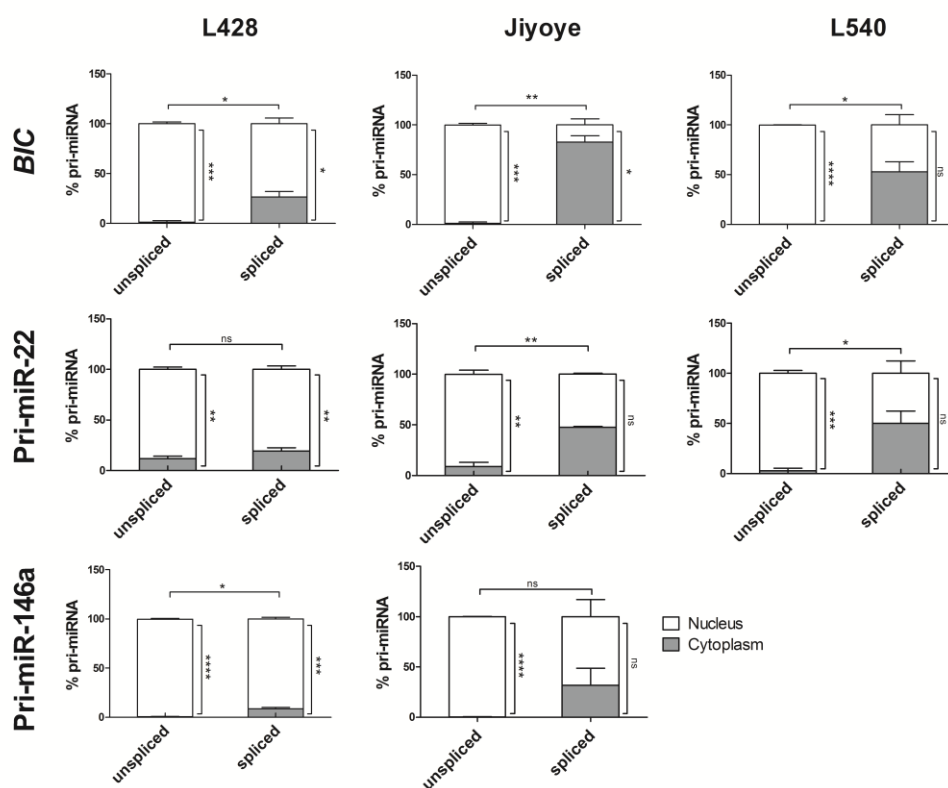 L428 Jiyoye L540
BIC
% pri-miRNA
150
100
50
0
*
***
*
unspliced
spliced
% pri-miRNA
150
100
50
0
**
***
*
unspliced
spliced
% pri-miRNA
150
100
50
0
*
****
ns
unspliced
spliced
Pri-miR-22
% pri-miRNA
150
100
50
0
ns
**
**
unspliced
spliced
% pri-miRNA
150
100
50
0
**
**
ns
unspliced
spliced
% pri-miRNA
150
100
50
0
*
***
ns
unspliced
spliced
Pri-miR-146a
% pri-miRNA
150
100
50
0
*
****
***
unspliced
spliced
% pri-miRNA
150
100
50
0
ns
****
ns
unspliced
spliced
Nucleus
Cytoplasm